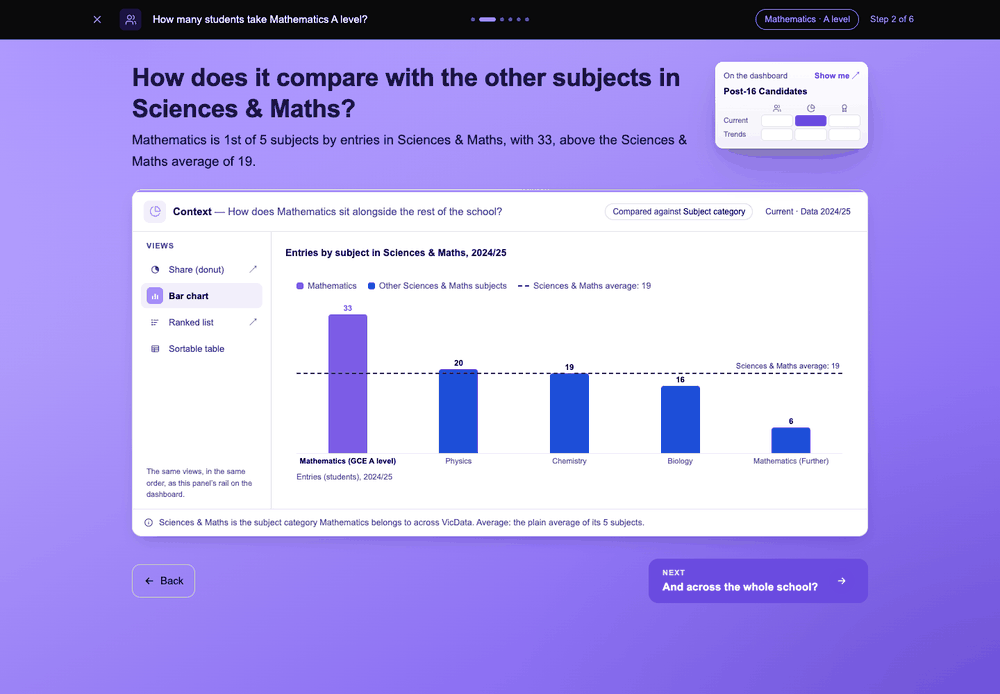 How many students take Mathematics A level?
Mathematics · A level
Step 2 of 6
How does it compare with the other subjects in
Sciences & Maths?
Mathematics is 1st of 5 subjects by entries in Sciences & Maths, with 33, above the Sciences &
Maths average of 19.
On the dashboard
Show me
Post-16 Candidates
Current
Trends
Context — How does Mathematics sit alongside the rest of the school?
Compared against Subject category
Current · Data 2024/25
VIEWS
Share (donut)
Bar chart
Ranked list
Sortable table
The same views, in the same
order, as this panel's rail on the
dashboard.
Entries by subject in Sciences & Maths, 2024/25
Mathematics
Other Sciences & Maths subjects
Sciences & Maths average: 19
33
20
19
16
6
Sciences & Maths average: 19
Mathematics (GCE A level)
Physics
Chemistry
Biology
Mathematics (Further)
Entries (students), 2024/25
Sciences & Maths is the subject category Mathematics belongs to across VicData. Average: the plain average of its 5 subjects.
Back
NEXT
And across the whole school?